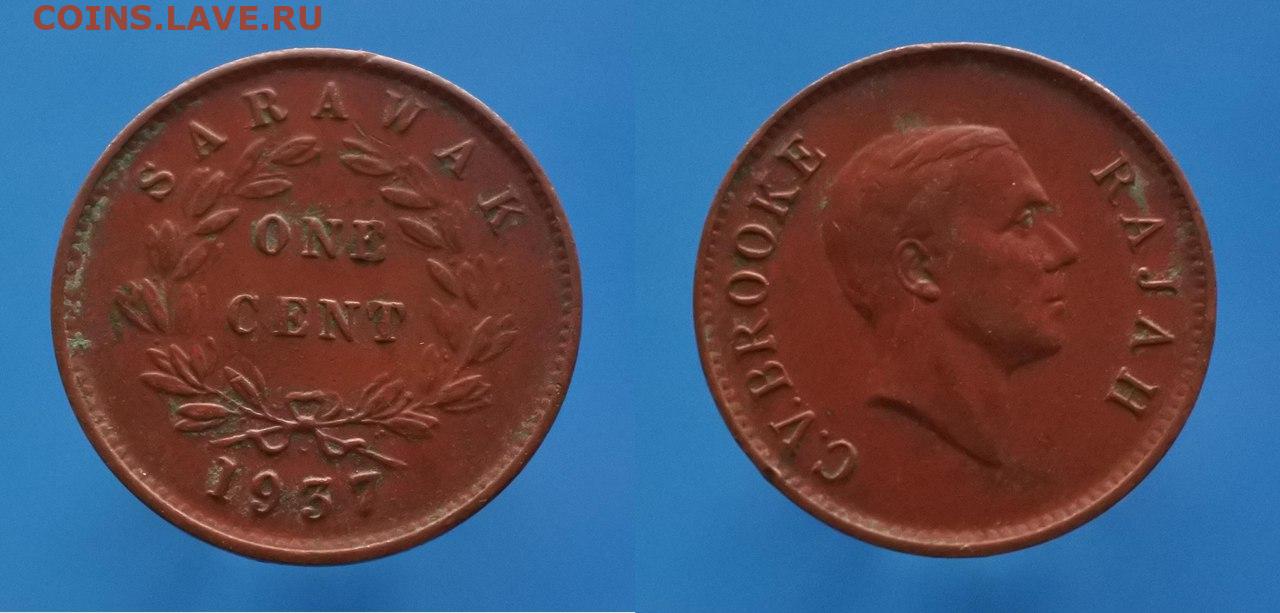 COINS.LAVE.RU
SARAWAK
ONE
CENT
1937
C.V.BROOKE RAJAH